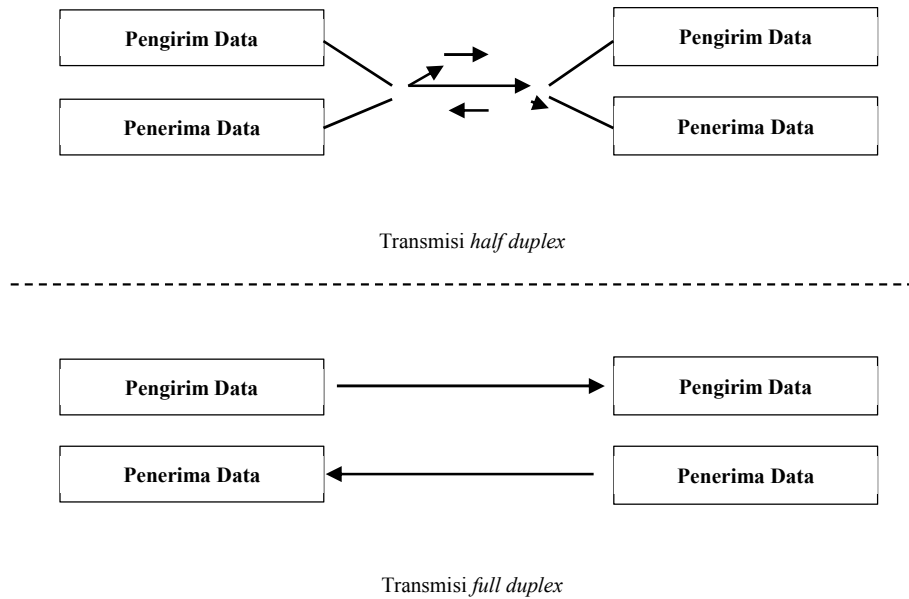 Pengirim Data
Pengirim Data
Penerima Data
Penerima Data
Transmisi half duplex
Pengirim Data
Pengirim Data
Penerima Data
Penerima Data
Transmisi full duplex